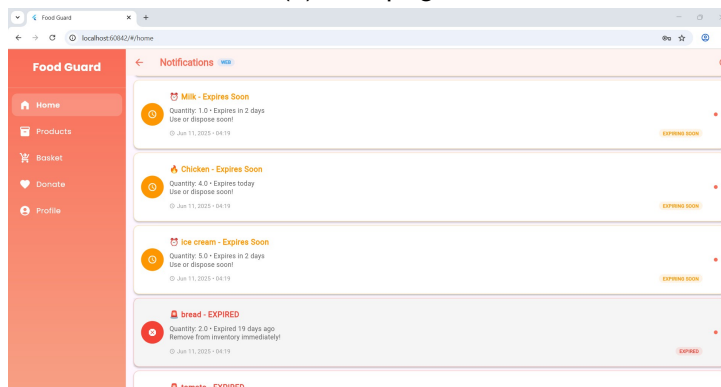 Food Guard
localhost:60842/#/home
Food Guard
Home
Products
Basket
Donate
Profile
Notifications WEB
Milk - Expires Soon
Quantity: 1.0 • Expires in 2 days
Use or dispose soon!
Jun 11, 2025 • 04:19
EXPIRING SOON
Chicken - Expires Soon
Quantity: 4.0 • Expires today
Use or dispose soon!
Jun 11, 2025 • 04:19
EXPIRING SOON
ice cream - Expires Soon
Quantity: 5.0 • Expires in 2 days
Use or dispose soon!
Jun 11, 2025 • 04:19
EXPIRING SOON
bread - EXPIRED
Quantity: 2.0 • Expired 19 days ago
Remove from inventory immediately!
Jun 11, 2025 • 04:19
EXPIRED
tomato - EXPIRED